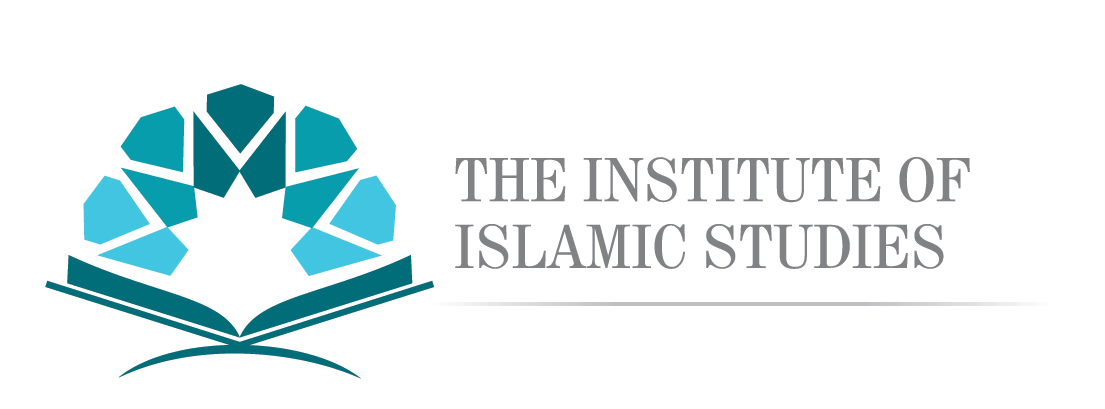 THE INSTITUTE OF
ISLAMIC STUDIES